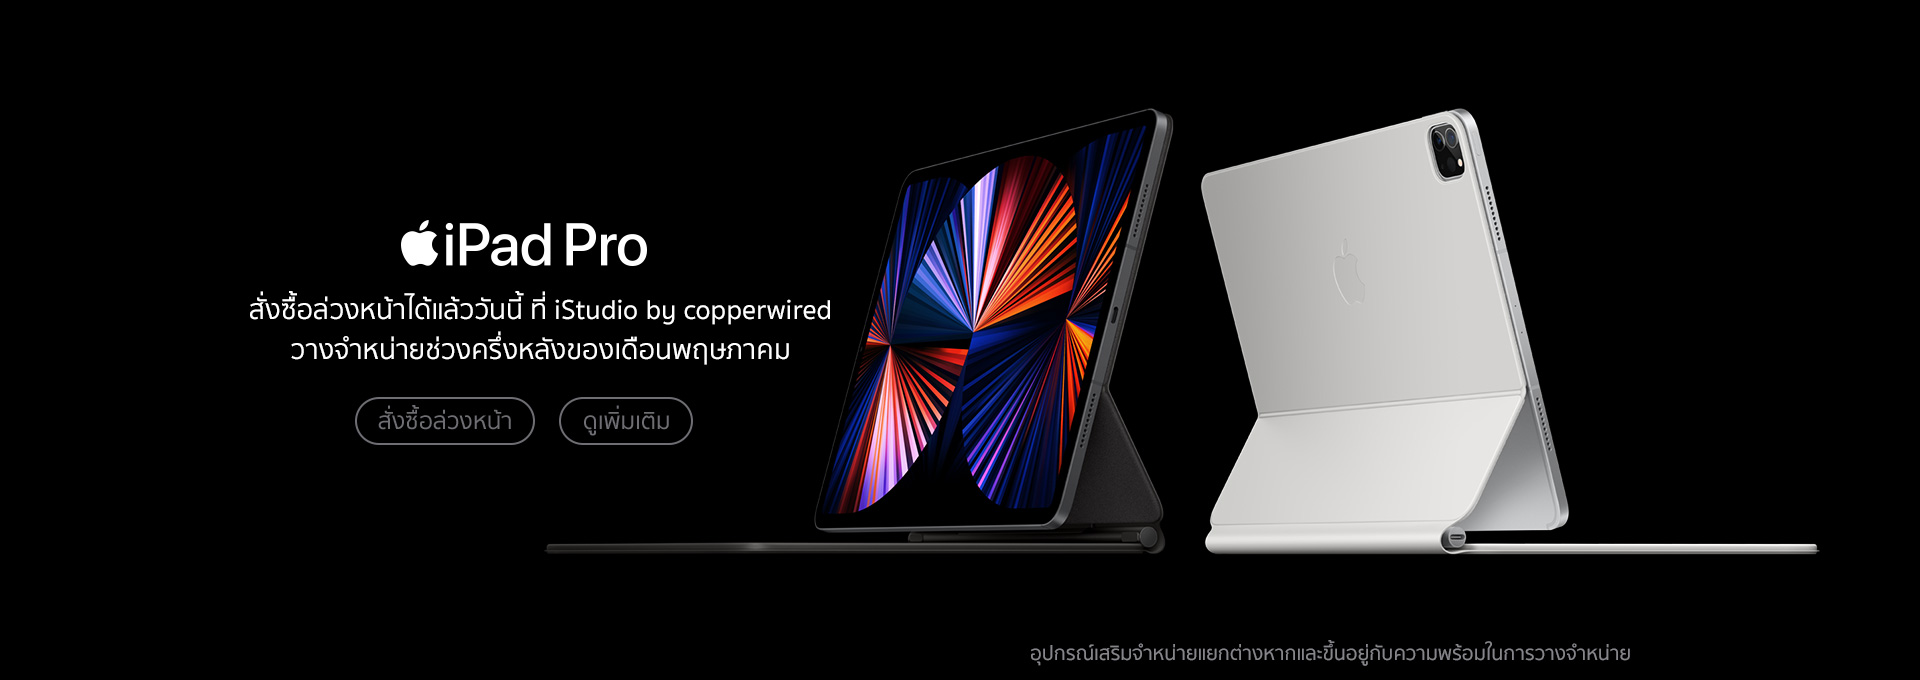 iPad Pro
สั่งซื้อล่วงหน้าได้แล้ววันนี้ ที่ iStudio by copperwired
วางจำหน่ายช่วงครึ่งหลังของเดือนพฤษภาคม
สั่งซื้อล่วงหน้า
ดูเพิ่มเติม
อุปกรณ์เสริมจำหน่ายแยกต่างหากและขึ้นอยู่กับความพร้อมในการวางจำหน่าย